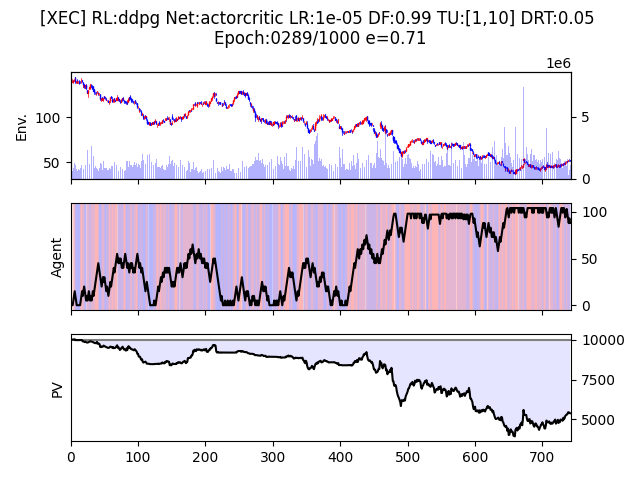 [XEC] RL:ddpg Net:actorcritic LR:1e-05 DF:0.99 TU:[1,10] DRT:0.05
Epoch:0289/1000 e=0.71
1e6
Env.
100
50
5
0
Agent
100
50
0
PV
10000
7500
5000
0 100 200 300 400 500 600 700